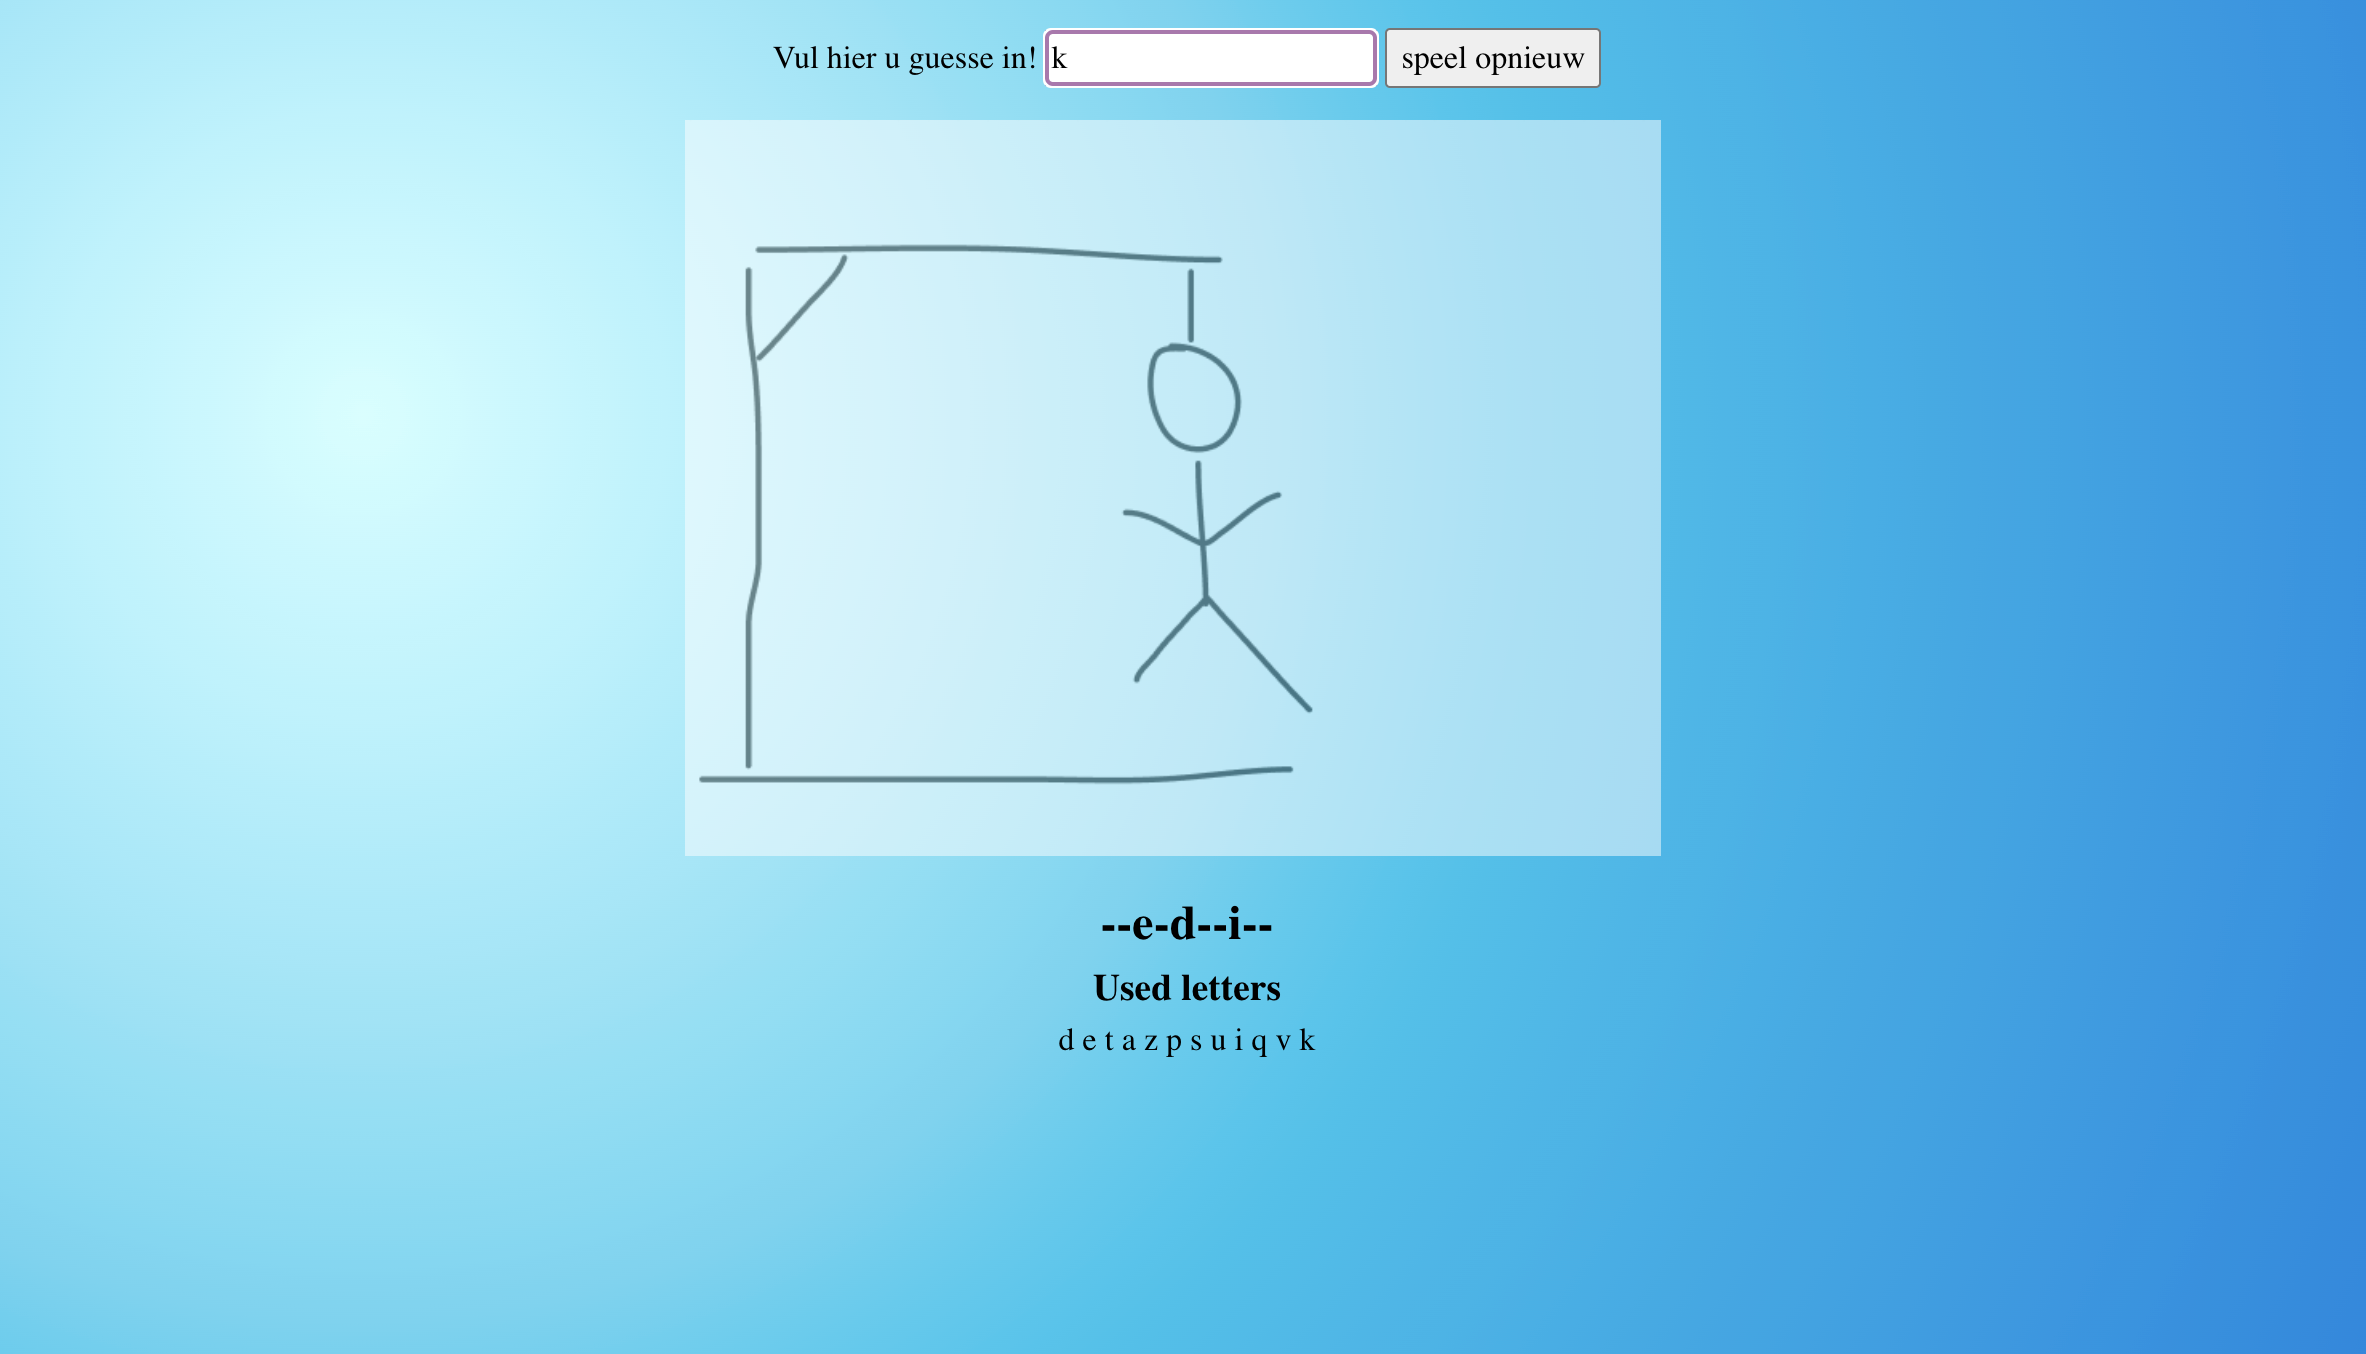 Vul hier u guesse in! k speel opnieuw
--e-d--i--
Used letters
d e t a z p s u i q v k